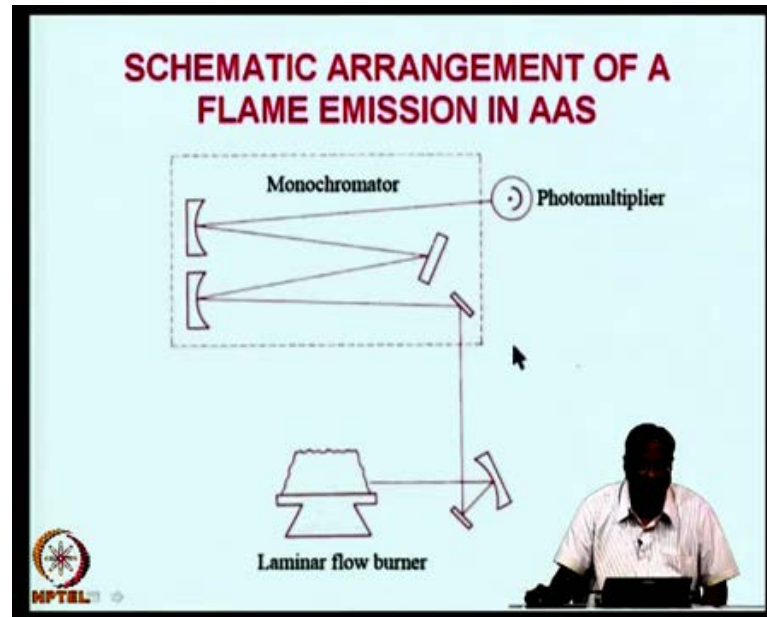 SCHEMATIC ARRANGEMENT OF A
FLAME EMISSION IN AAS
Monochromator
Photomultiplier
Laminar flow burner
NPTEL